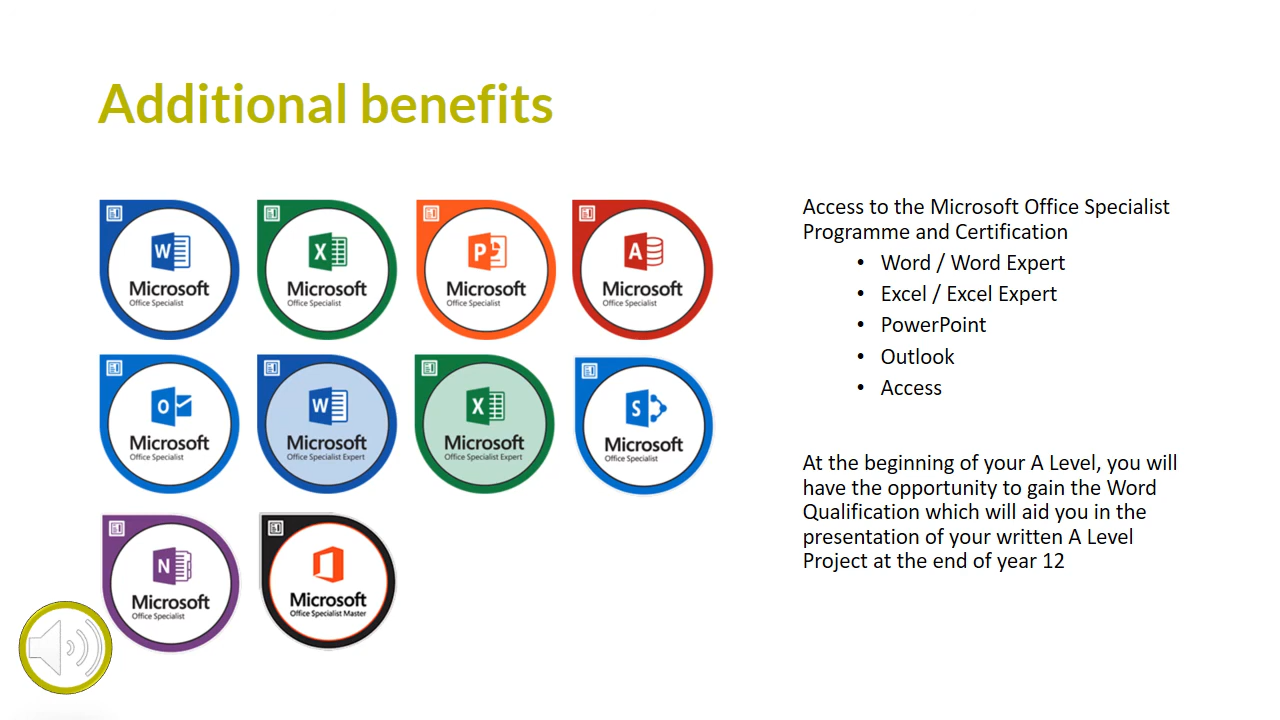 Additional benefits
W
Microsoft
Office Specialist
X
Microsoft
Office Specialist
P
Microsoft
Office Specialist
A
Microsoft
Office Specialist
O
Microsoft
Office Specialist
W
Microsoft
Office Specialist Expert
X
Microsoft
Office Specialist Expert
S
Microsoft
Office Specialist
N
Microsoft
Office Specialist
Microsoft
Office Specialist Master
Access to the Microsoft Office Specialist
Programme and Certification
• Word / Word Expert
• Excel / Excel Expert
• PowerPoint
• Outlook
• Access
At the beginning of your A Level, you will
have the opportunity to gain the Word
Qualification which will aid you in the
presentation of your written A Level
Project at the end of year 12